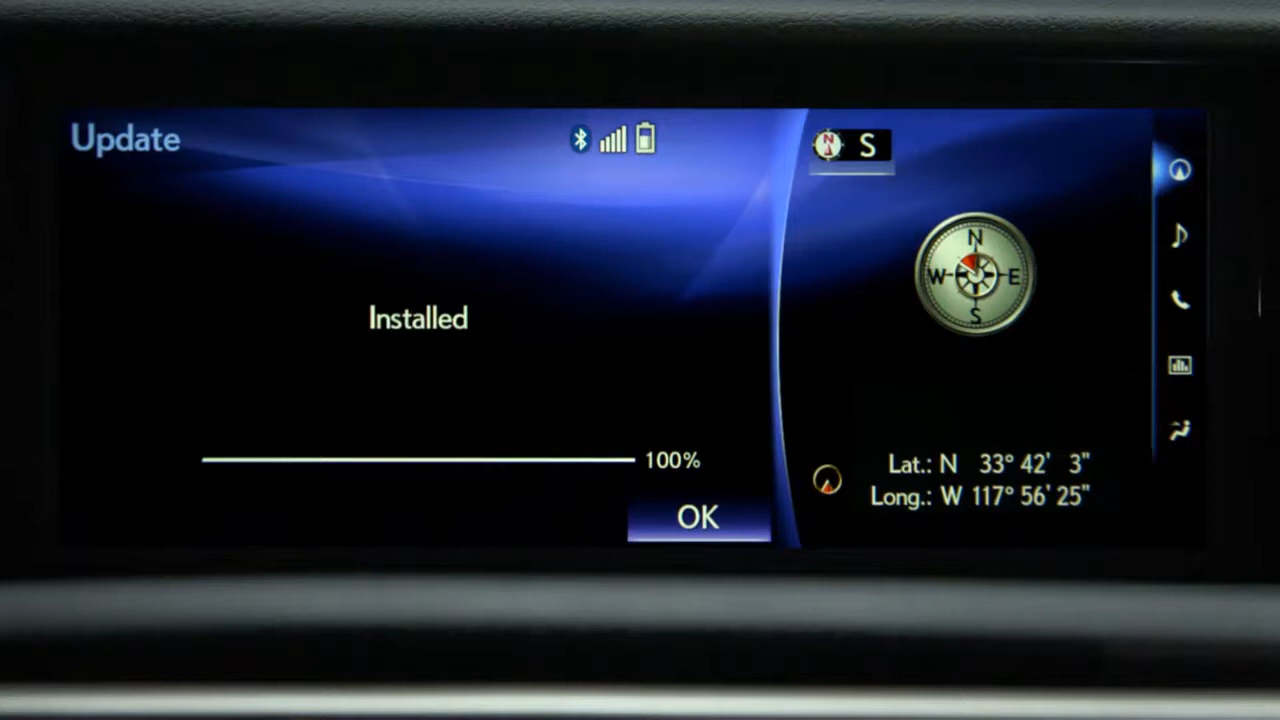 Update
N S
N
W E
S
Installed
100%
OK
Lat.: N 33° 42' 3"
Long.: W 117° 56' 25"